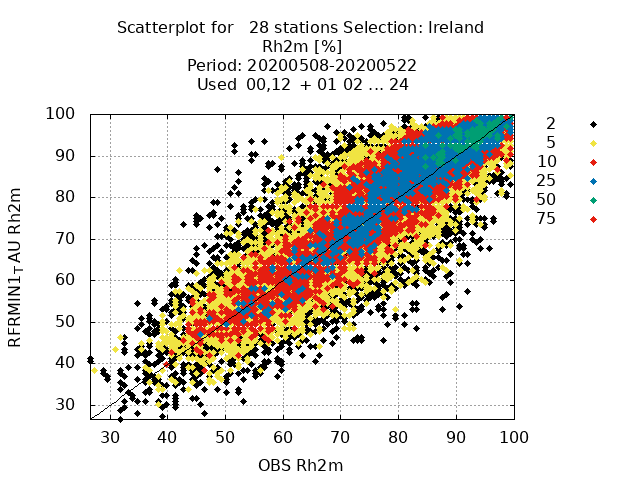 Scatterplot for 28 stations Selection: Ireland
Rh2m [%]
Period: 20200508-20200522
Used 00,12 + 01 02 ... 24
RFRMIN1_T AU Rh2m
100
90
80
70
60
50
40
30
30 40 50 60 70 80 90 100
OBS Rh2m
2
5
10
25
50
75